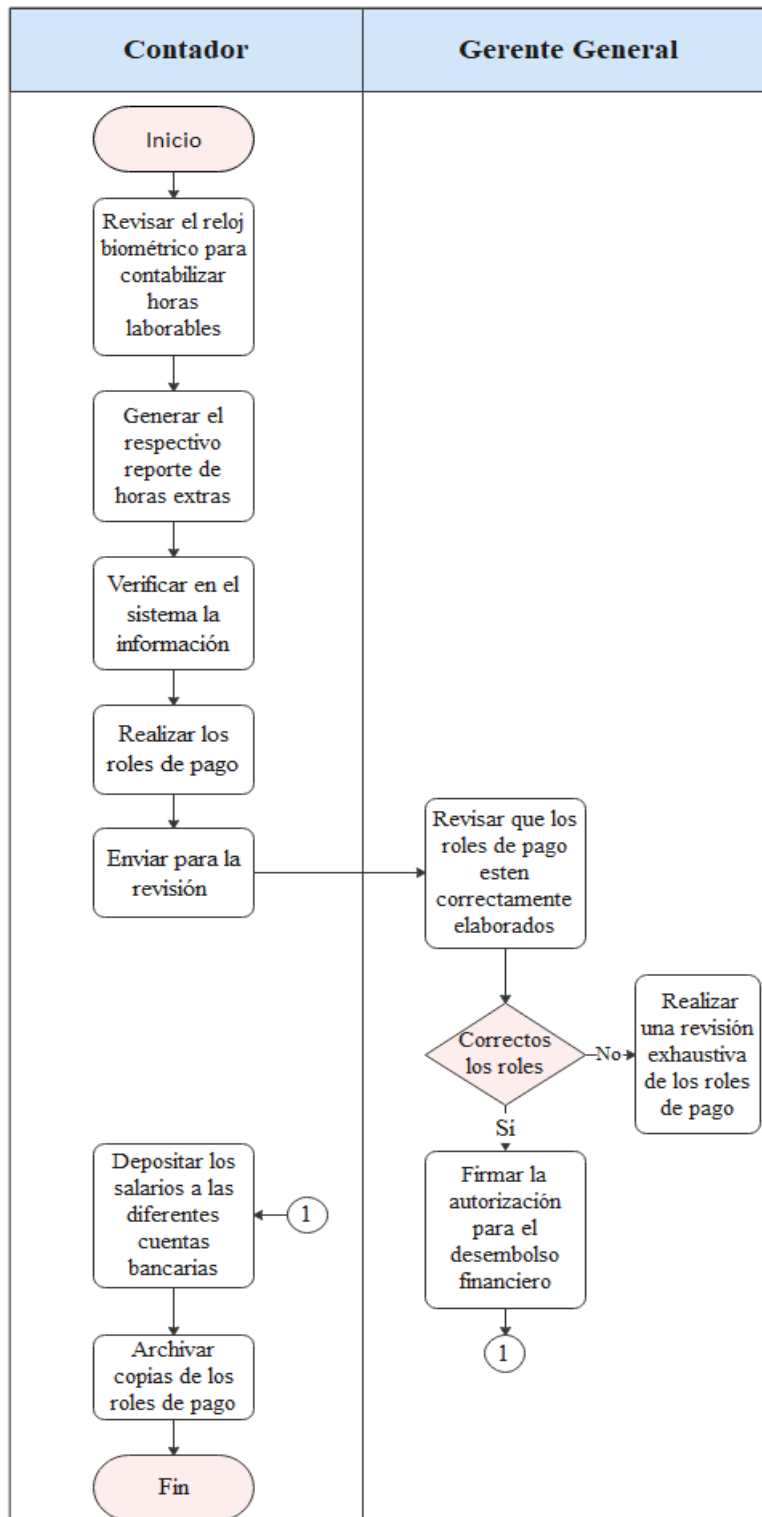 Contador
Gerente General
Inicio
Revisar el reloj
biométrico para
contabilizar
horas
laborables
Generar el
respectivo
reporte de
horas extras
Verificar en el
sistema la
información
Realizar los
roles de pago
Enviar para la
revisión
Revisar que los
roles de pago
esten
correctamente
elaborados
Correctos
los roles
No
Realizar
una revisión
exhaustiva
de los roles
de pago
Sí
Firmar la
autorización
para el
desembolso
financiero
1
1
Depositar los
salarios a las
diferentes
cuentas
bancarias
Archivar
copias de los
roles de pago
Fin